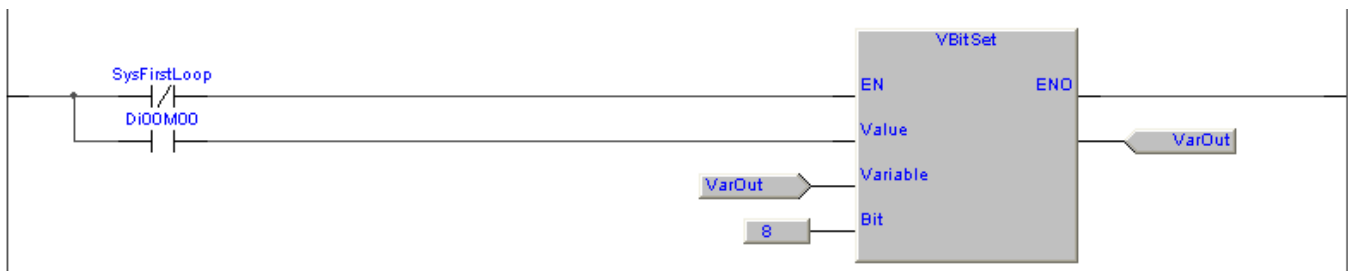 VBitSet
SysFirstLoop
EN ENO
Di00M00
Value
VarOut
VarOut
Variable
8
Bit